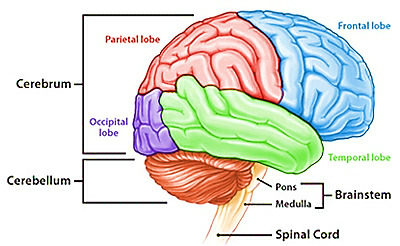 Parietal lobe
Frontal lobe
Cerebrum
Occipital
lobe
Temporal lobe
Cerebellum
Pons
Brainstem
Medulla
Spinal Cord